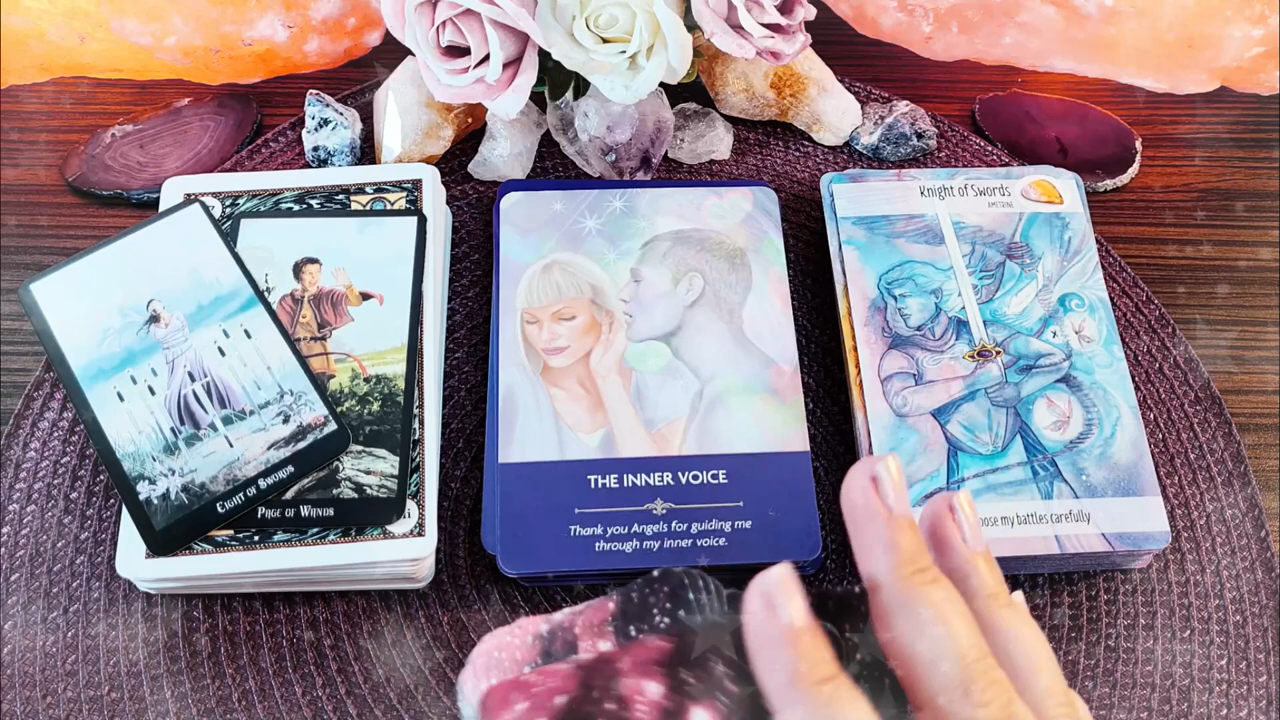 Eight of Swords
Page of Wands
THE INNER VOICE
Thank you Angels for guiding me
through my inner voice.
Knight of Swords
AMETRINE
my battles carefully